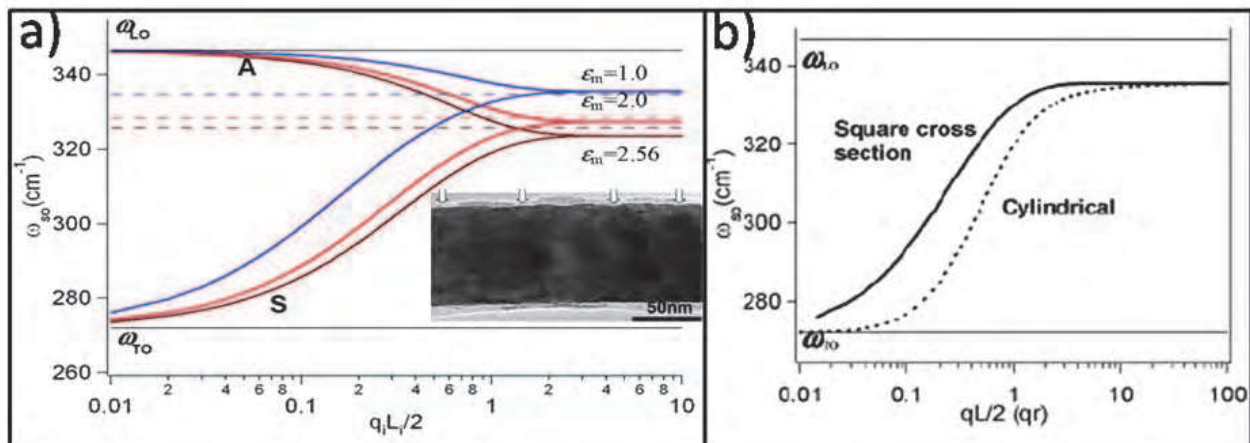 a)
ω_LO
340
A
ε_m=1.0
ε_m=2.0
ε_m=2.56
320
ω_so(cm⁻¹)
300
280
S
50nm
ω_TO
260
0.01 2 4 6 8 0.1 2 4 6 8 1 2 4 6 8 10
q_iL_i/2
b)
ω_LO
340
Square cross
section
320
Cylindrical
ω_so(cm⁻¹)
300
280
ω_TO
260
0.01 0.1 1 10 100
qL/2 (qr)